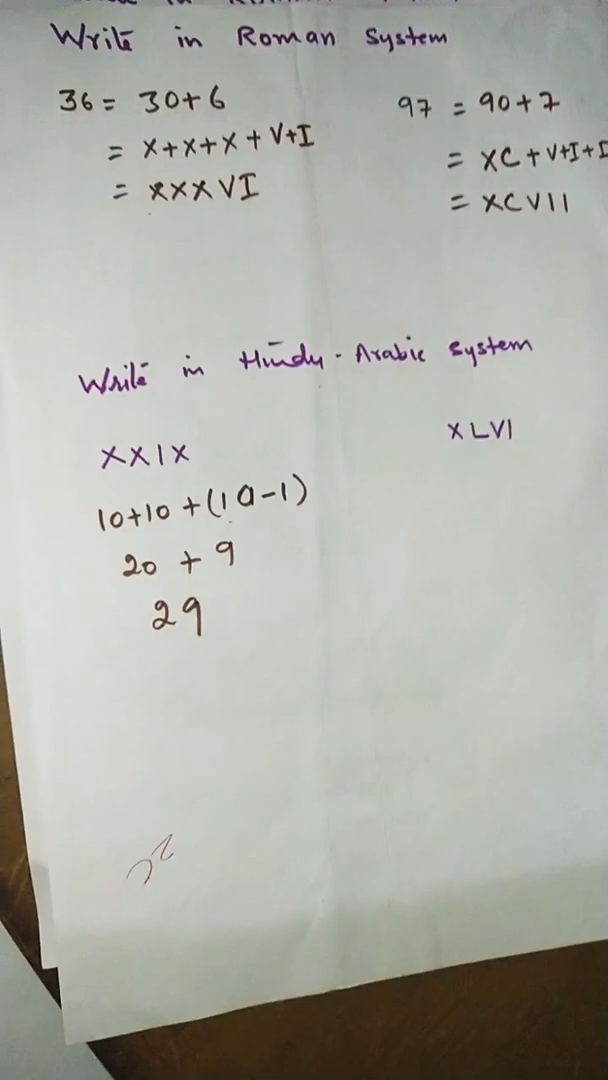 Write in Roman System
36 = 30+6
= X+X+X+V+I
= XXXVI
97 = 90+7
= XC+V+I+I
= XCVII
Write in Hindu-Arabic System
XXIX
10+10+(10-1)
20 + 9
29
XLVI